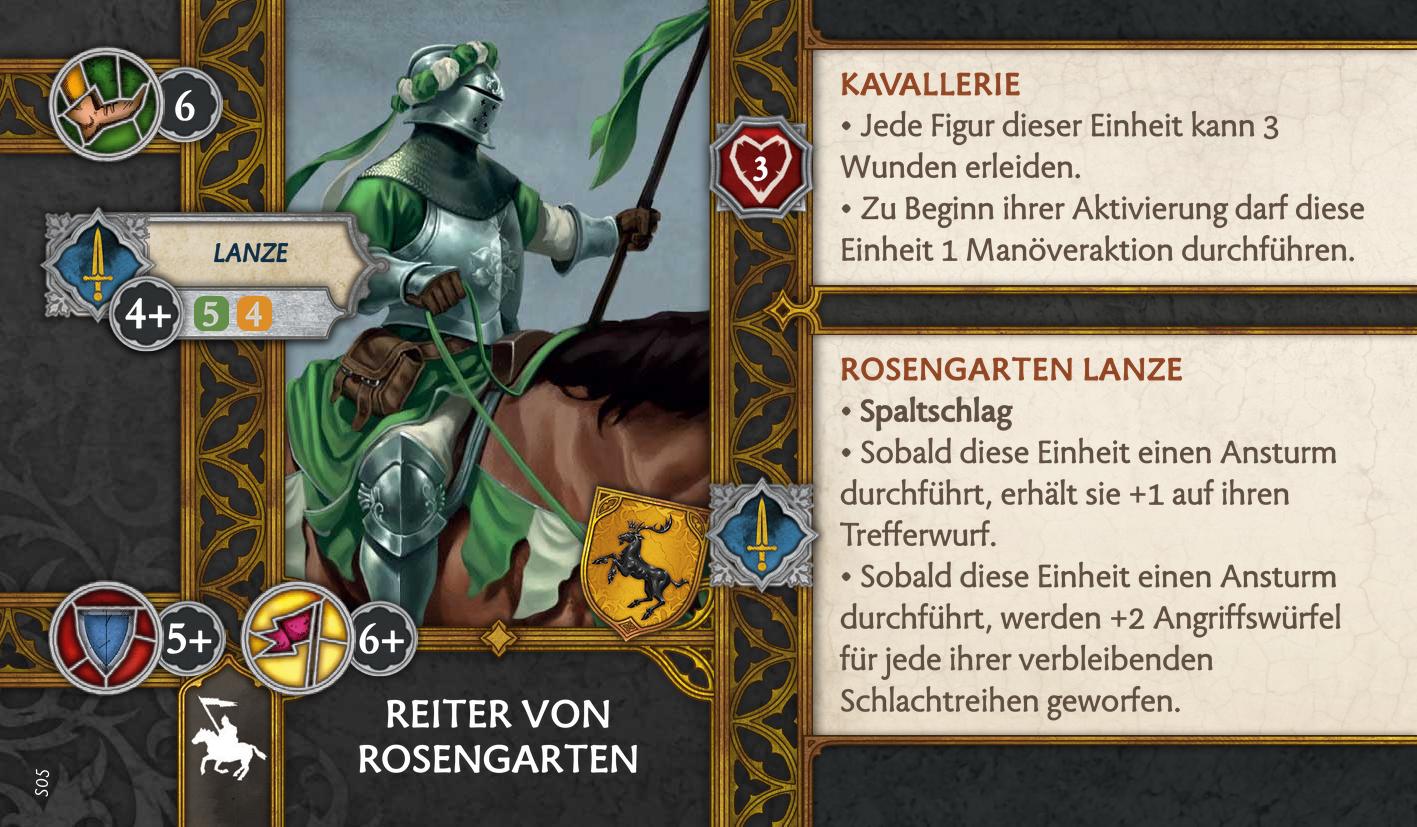 6
LANZE
4+
5 4
5+
6+
REITER VON
ROSENGARTEN
S05
3
KAVALLERIE
• Jede Figur dieser Einheit kann 3
Wunden erleiden.
• Zu Beginn ihrer Aktivierung darf diese
Einheit 1 Manöveraktion durchführen.
ROSENGARTEN LANZE
• Spaltschlag
• Sobald diese Einheit einen Ansturm
durchführt, erhält sie +1 auf ihren
Trefferwurf.
• Sobald diese Einheit einen Ansturm
durchführt, werden +2 Angriffswürfel
für jede ihrer verbleibenden
Schlachtreihen geworfen.